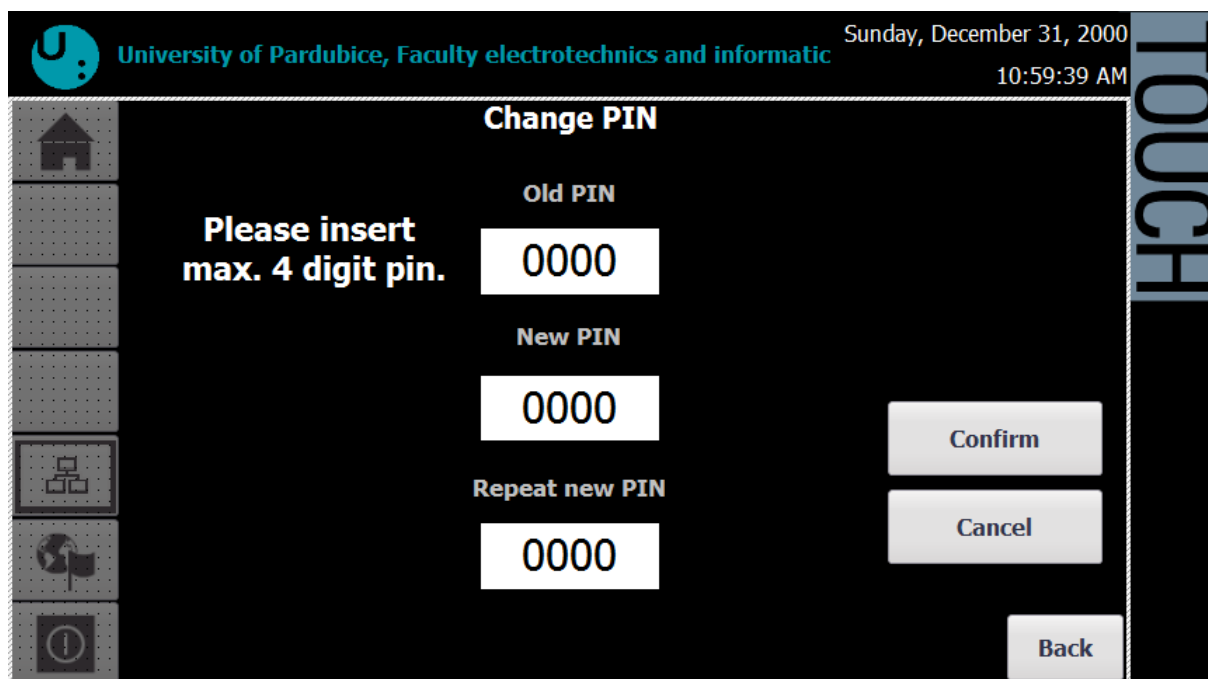 University of Pardubice, Faculty electrotechnics and informatic
Sunday, December 31, 2000
10:59:39 AM
TOUCH
Change PIN
Please insert
max. 4 digit pin.
Old PIN
0000
New PIN
0000
Repeat new PIN
0000
Confirm
Cancel
Back